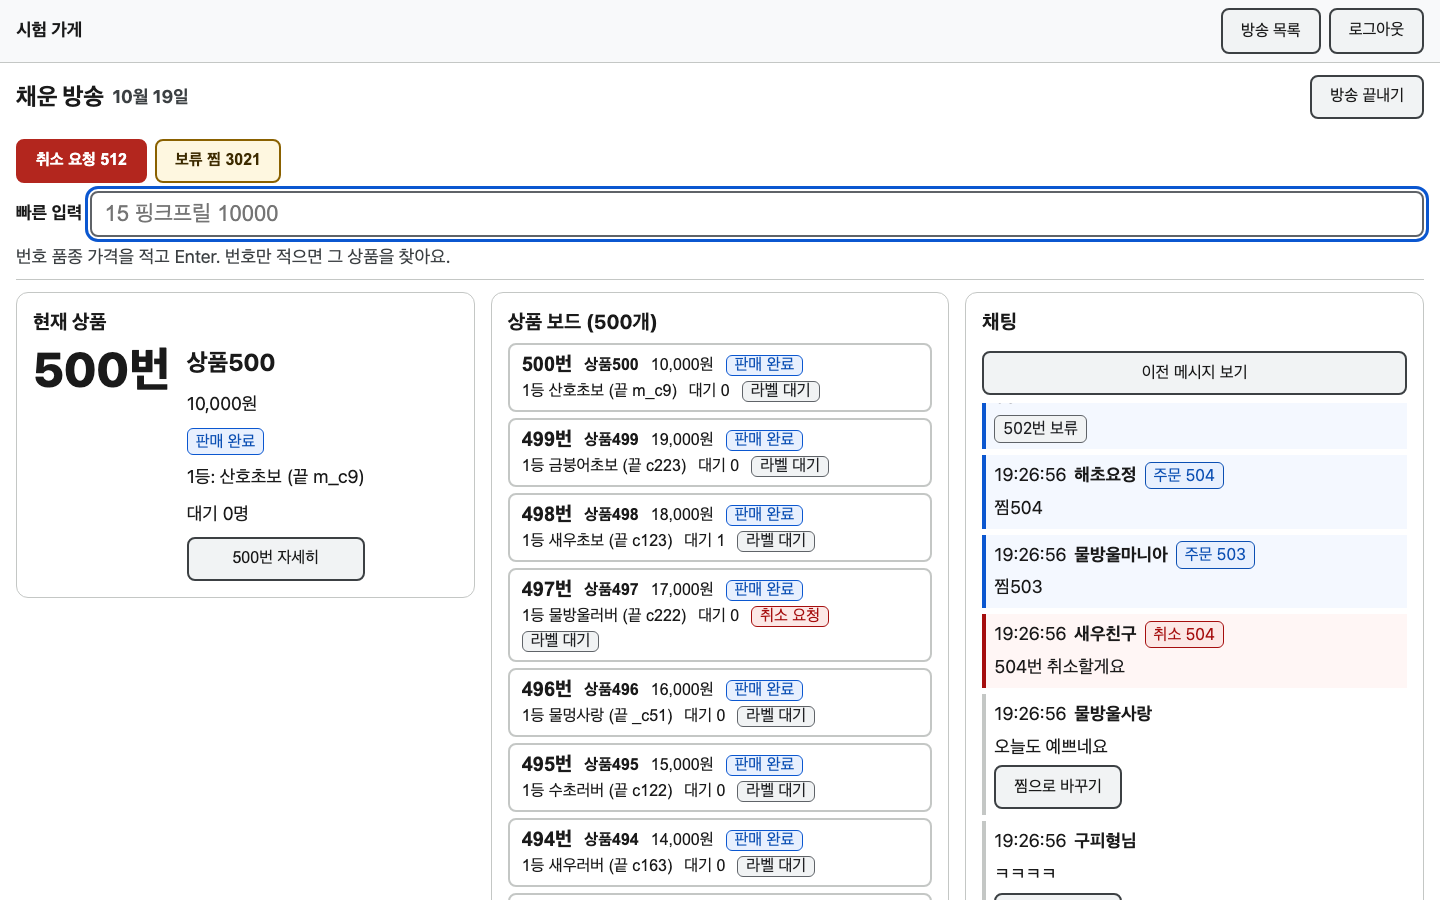 시험 가게
방송 목록
로그아웃
채운 방송 10월 19일
방송 끝내기
취소 요청 512
보류 찜 3021
빠른 입력
15 핑크프릴 10000
번호 품종 가격을 적고 Enter. 번호만 적으면 그 상품을 찾아요.
현재 상품
500번
상품500
10,000원
판매 완료
1등: 산호초보 (끝 m_c9)
대기 0명
500번 자세히
상품 보드 (500개)
500번 상품500 10,000원 판매 완료
1등 산호초보 (끝 m_c9) 대기 0 라벨 대기
499번 상품499 19,000원 판매 완료
1등 금붕어초보 (끝 c223) 대기 0 라벨 대기
498번 상품498 18,000원 판매 완료
1등 새우초보 (끝 c123) 대기 1 라벨 대기
497번 상품497 17,000원 판매 완료
1등 물방울러버 (끝 c222) 대기 0 취소 요청
라벨 대기
496번 상품496 16,000원 판매 완료
1등 물멍사랑 (끝 _c51) 대기 0 라벨 대기
495번 상품495 15,000원 판매 완료
1등 수초러버 (끝 c122) 대기 0 라벨 대기
494번 상품494 14,000원 판매 완료
1등 새우러버 (끝 c163) 대기 0 라벨 대기
채팅
이전 메시지 보기
502번 보류
19:26:56 해초요정 주문 504
찜504
19:26:56 물방울마니아 주문 503
찜503
19:26:56 새우친구 취소 504
504번 취소할게요
19:26:56 물방울사랑
오늘도 예쁘네요
찜으로 바꾸기
19:26:56 구피형님
ㅋㅋㅋㅋ